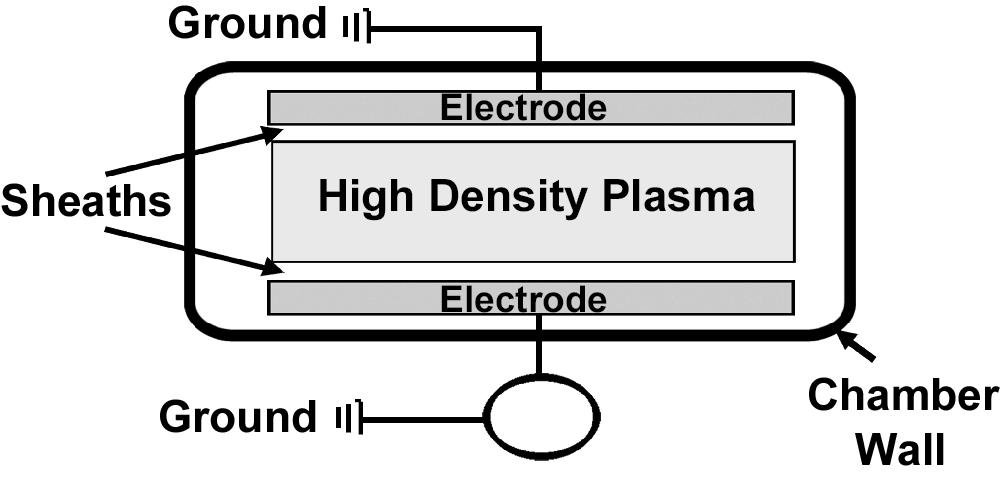 Ground
Electrode
Sheaths
High Density Plasma
Electrode
Ground
Chamber
Wall